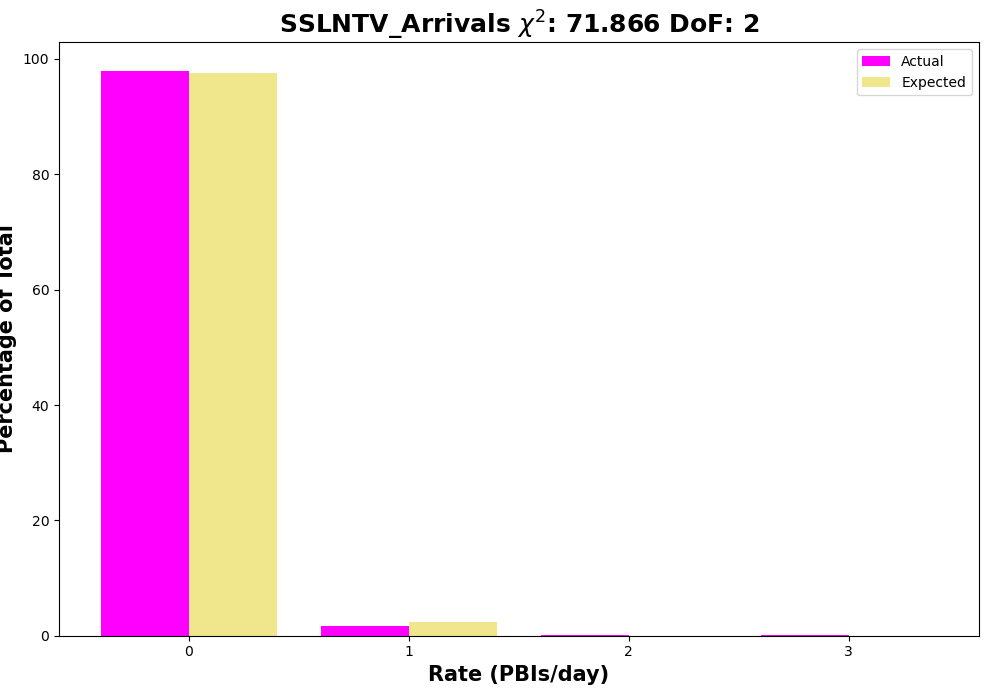 SSLNTV_Arrivals χ²: 71.866 DoF: 2
Actual
Expected
100
80
60
40
20
0
Percentage of Total
0 1 2 3
Rate (PBIs/day)